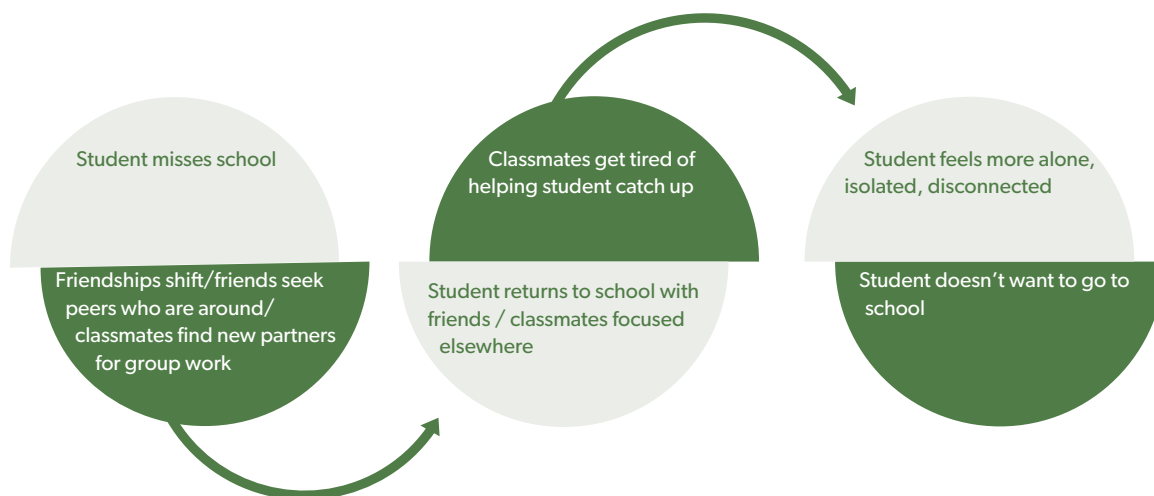 Student misses school
Friendships shift/friends seek
peers who are around/
classmates find new partners
for group work
Classmates get tired of
helping student catch up
Student returns to school with
friends / classmates focused
elsewhere
Student feels more alone,
isolated, disconnected
Student doesn’t want to go to
school